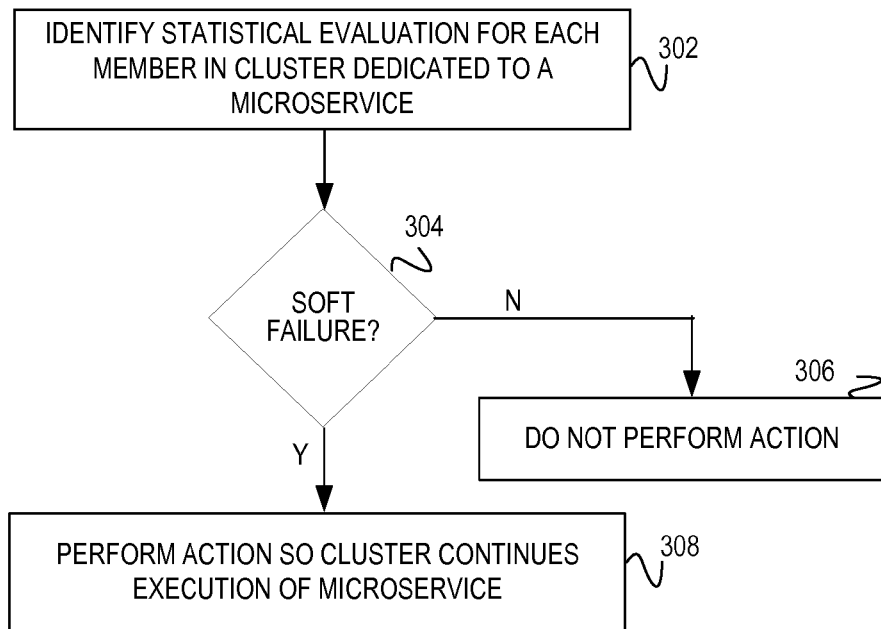 IDENTIFY STATISTICAL EVALUATION FOR EACH
MEMBER IN CLUSTER DEDICATED TO A
MICROSERVICE
302
304
SOFT
FAILURE?
N
306
DO NOT PERFORM ACTION
Y
PERFORM ACTION SO CLUSTER CONTINUES
EXECUTION OF MICROSERVICE
308